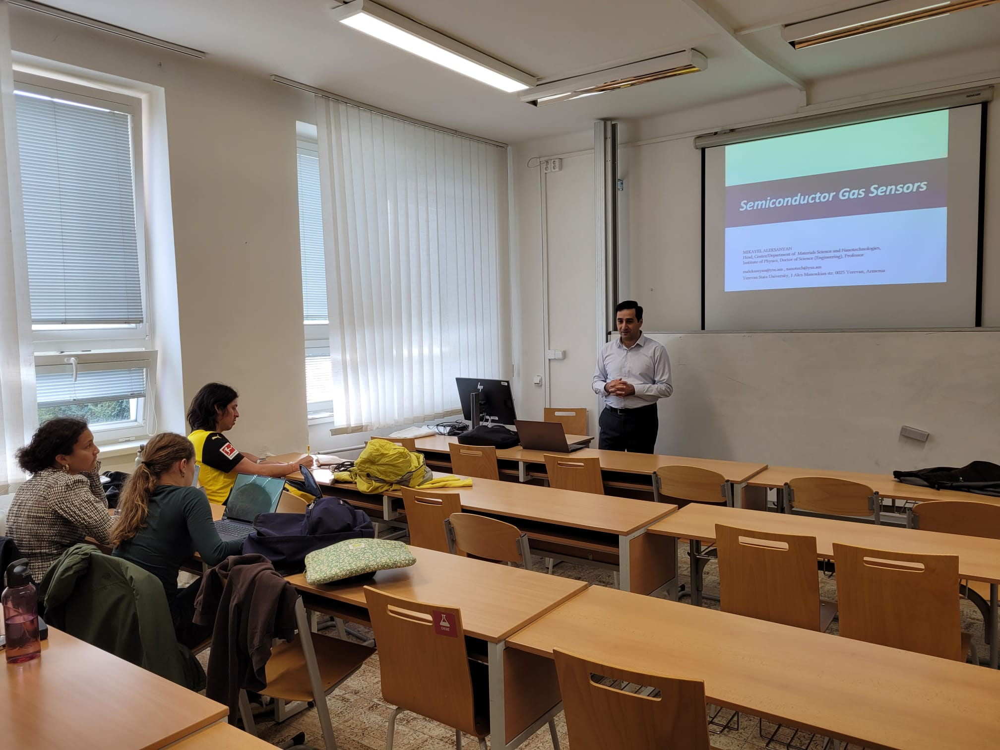 SENCOR
Semiconductor Gas Sensors
MIKAYEL ALEKSANYAN
Head, Center/Department of Materials Science and Nanotechnologies,
Institute of Physics, Doctor of Science (Engineering), Professor
maleksanyan@ysu.am , nanotech@ysu.am
Yerevan State University, 1 Alex Manoukian str. 0025 Yerevan, Armenia
hp
CHEMIE